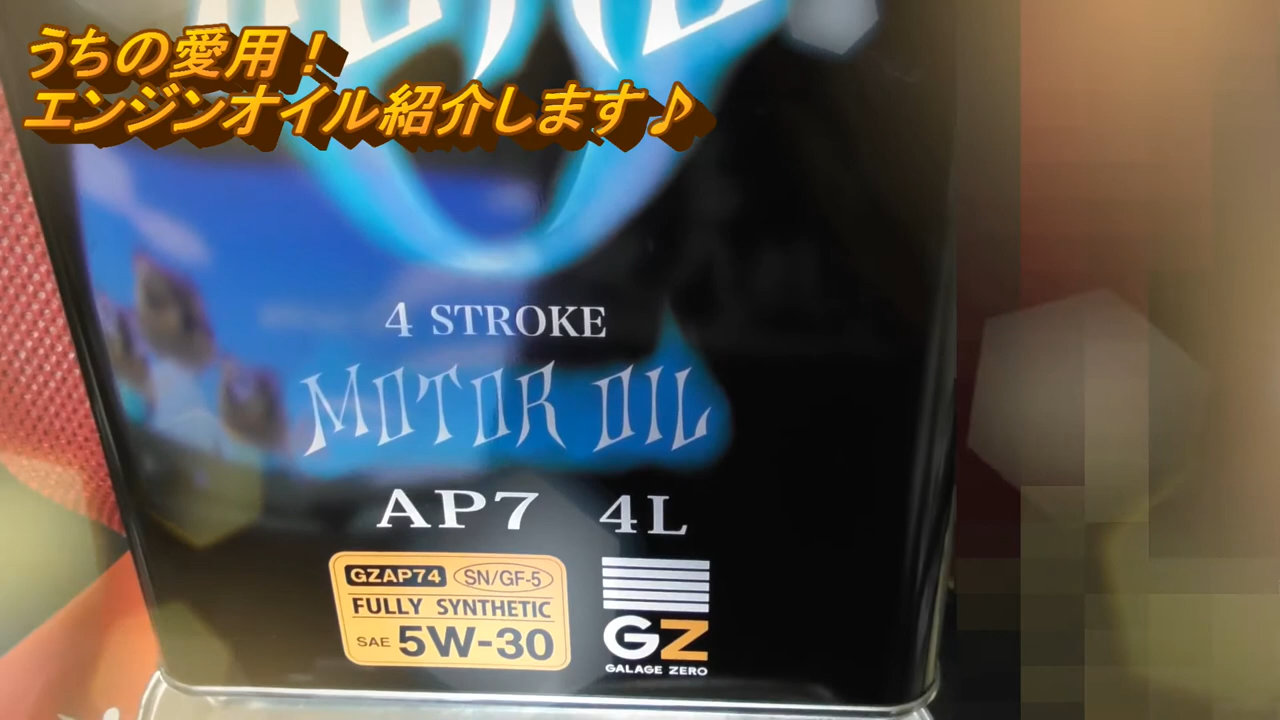 うちの愛用！
エンジンオイル紹介します♪
4 STROKE
MOTOR OIL
AP7 4L
GZAP74 SN/GF-5
FULLY SYNTHETIC
SAE 5W-30
GZ
GALAGE ZERO